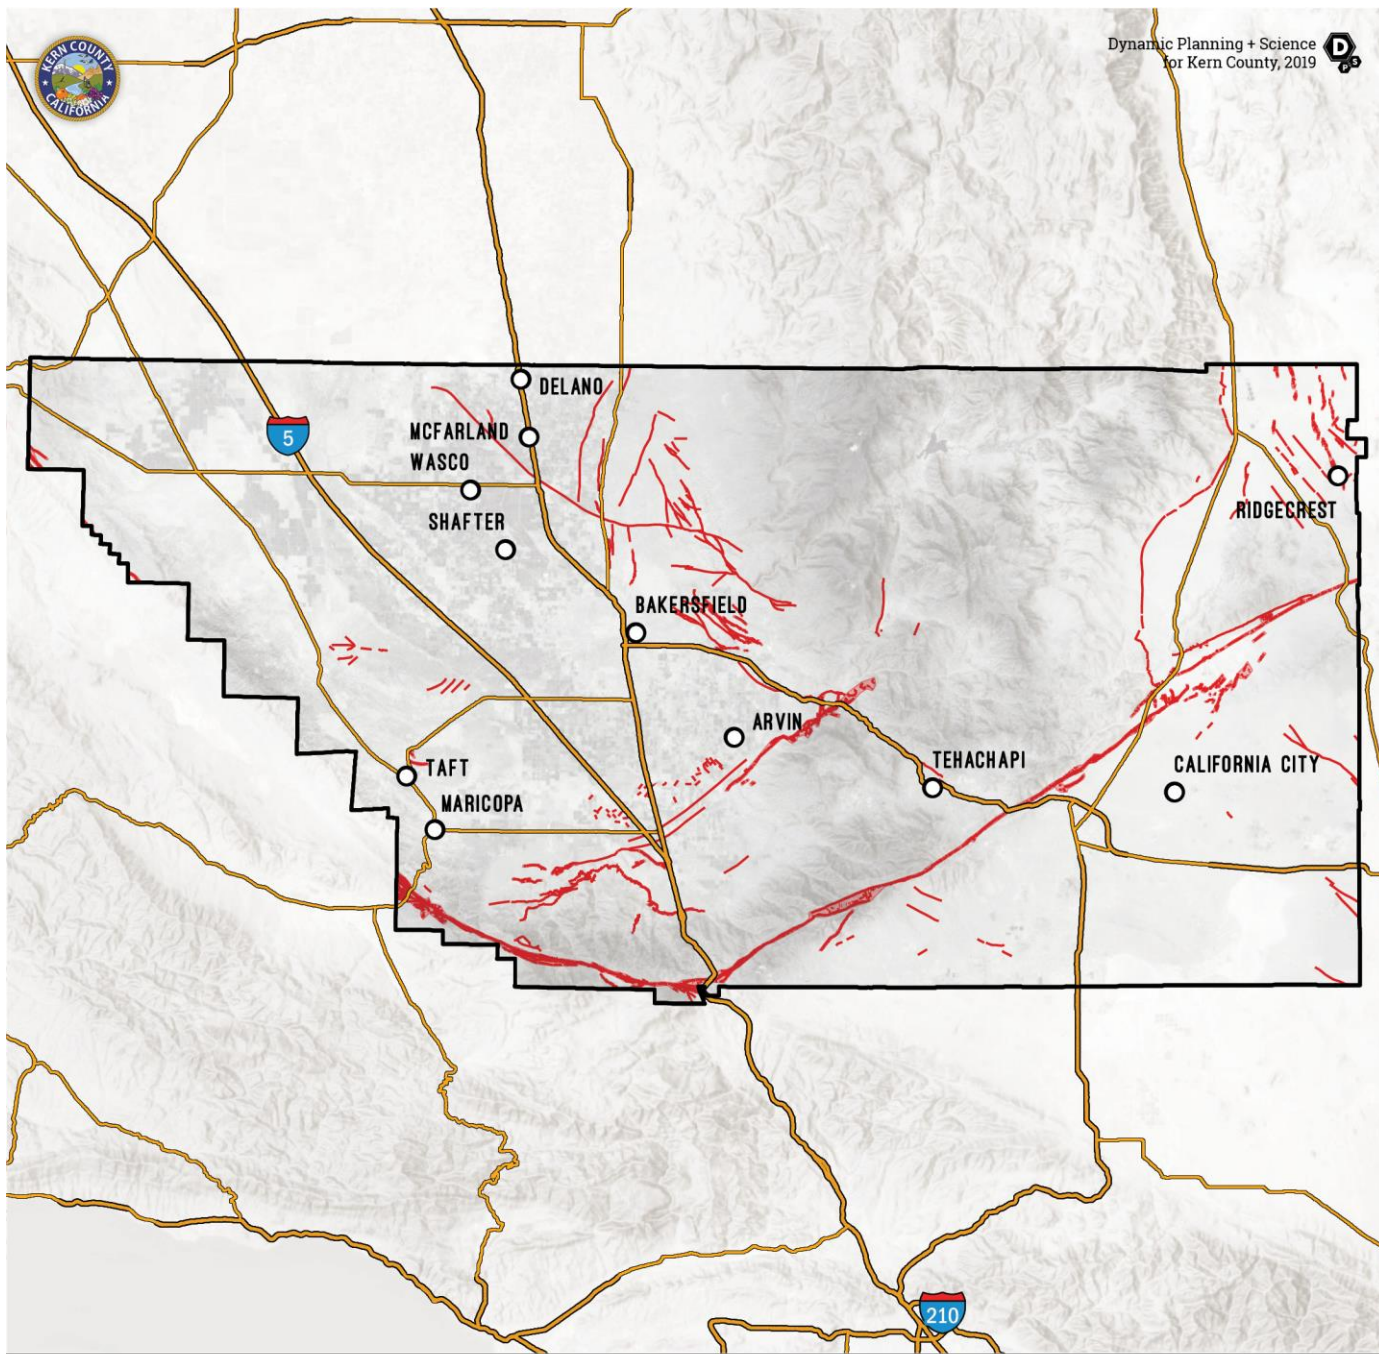 KERN COUNTY
CALIFORNIA
Dynamic Planning + Science
for Kern County, 2019
D
P S
DELANO
5
MCFARLAND
WASCO
RIDGECREST
SHAFTER
BAKERSFIELD
ARVIN
TEHACHAPI
CALIFORNIA CITY
TAFT
MARICOPA
210